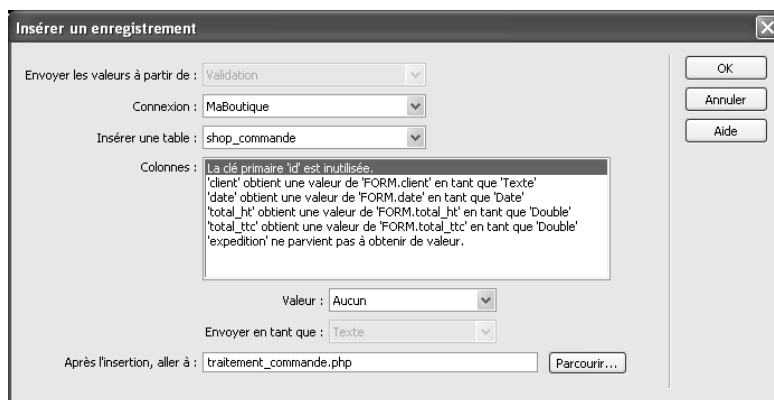 Insérer un enregistrement
Envoyer les valeurs à partir de : Validation
OK
Connexion : MaBoutique
Annuler
Insérer une table : shop_commande
Aide
Colonnes : La clé primaire 'id' est inutilisée.
'client' obtient une valeur de 'FORM.client' en tant que 'Texte'
'date' obtient une valeur de 'FORM.date' en tant que 'Date'
'total_ht' obtient une valeur de 'FORM.total_ht' en tant que 'Double'
'total_ttc' obtient une valeur de 'FORM.total_ttc' en tant que 'Double'
'expedition' ne parvient pas à obtenir de valeur.
Valeur : Aucun
Envoyer en tant que : Texte
Après l'insertion, aller à : traitement_commande.php
Parcourir...